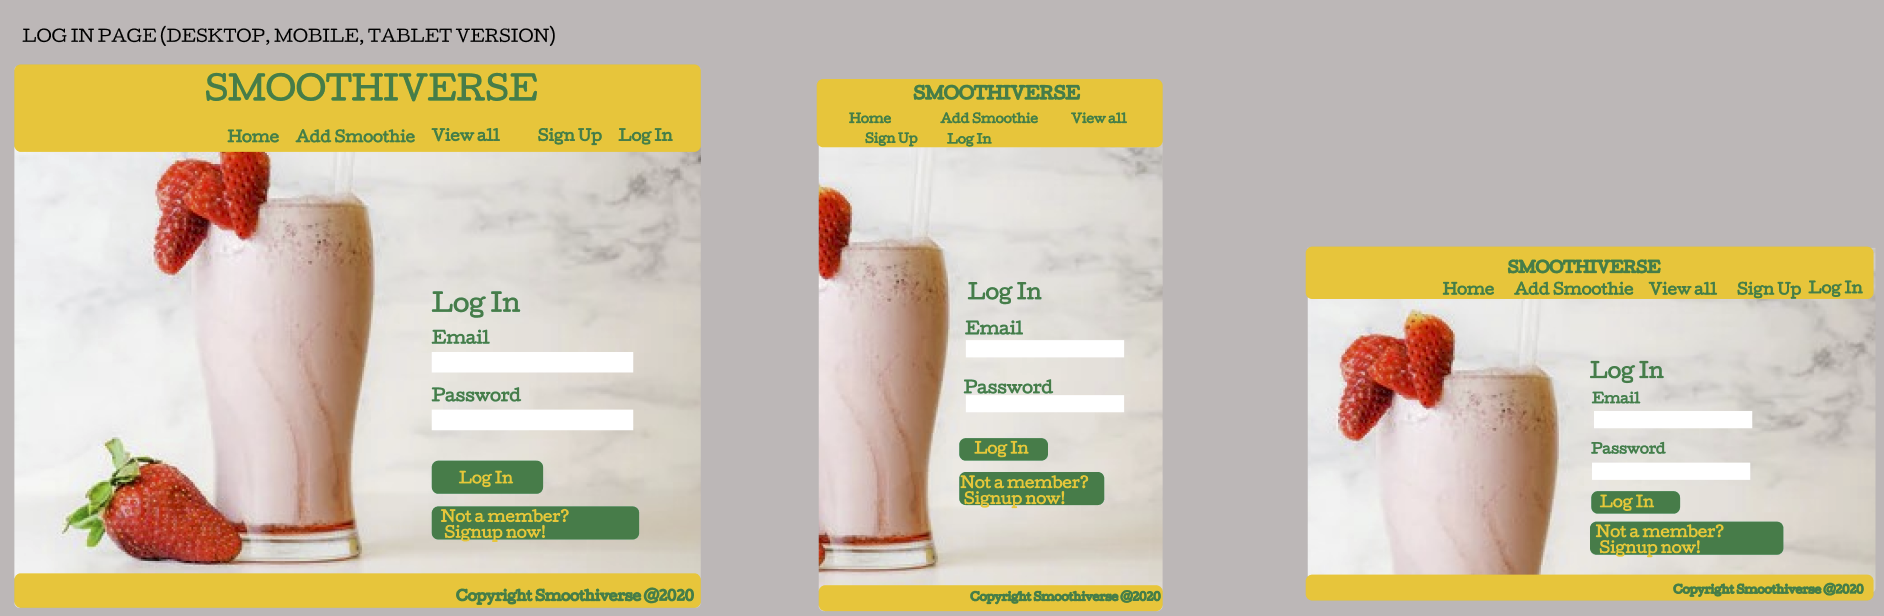 LOG IN PAGE (DESKTOP, MOBILE, TABLET VERSION)
SMOOTHIVERSE
Home Add Smoothie View all Sign Up Log In
Log In
Email
Password
Log In
Not a member?
Signup now!
Copyright Smoothiverse @2020
SMOOTHIVERSE
Home Add Smoothie View all
Sign Up Log In
Log In
Email
Password
Log In
Not a member?
Signup now!
Copyright Smoothiverse @2020
SMOOTHIVERSE
Home Add Smoothie View all Sign Up Log In
Log In
Email
Password
Log In
Not a member?
Signup now!
Copyright Smoothiverse @2020